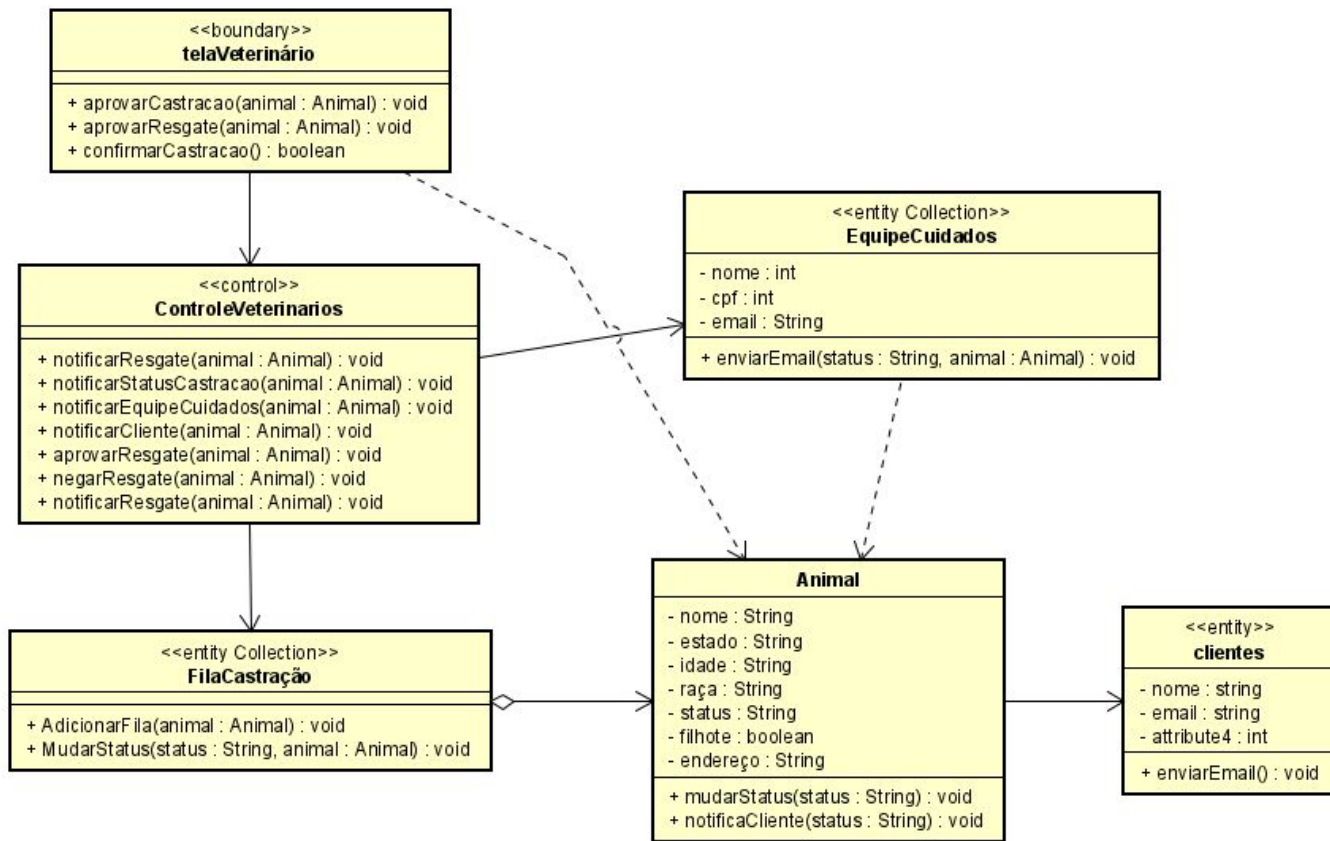 <<boundary>>
telaVeterinário
+ aprovarCastracao(animal : Animal) : void
+ aprovarResgate(animal : Animal) : void
+ confirmarCastracao() : boolean
<<entity Collection>>
EquipeCuidados
- nome : int
- cpf : int
- email : String
+ enviarEmail(status : String, animal : Animal) : void
<<control>>
ControleVeterinarios
+ notificarResgate(animal : Animal) : void
+ notificarStatusCastracao(animal : Animal) : void
+ notificarEquipeCuidados(animal : Animal) : void
+ notificarCliente(animal : Animal) : void
+ aprovarResgate(animal : Animal) : void
+ negarResgate(animal : Animal) : void
+ notificarResgate(animal : Animal) : void
<<entity Collection>>
FilaCastração
+ AdicionarFila(animal : Animal) : void
+ MudarStatus(status : String, animal : Animal) : void
Animal
- nome : String
- estado : String
- idade : String
- raça : String
- status : String
- filhote : boolean
- endereço : String
+ mudarStatus(status : String) : void
+ notificaCliente(status : String) : void
<<entity>>
clientes
- nome : string
- email : string
- attribute4 : int
+ enviarEmail() : void